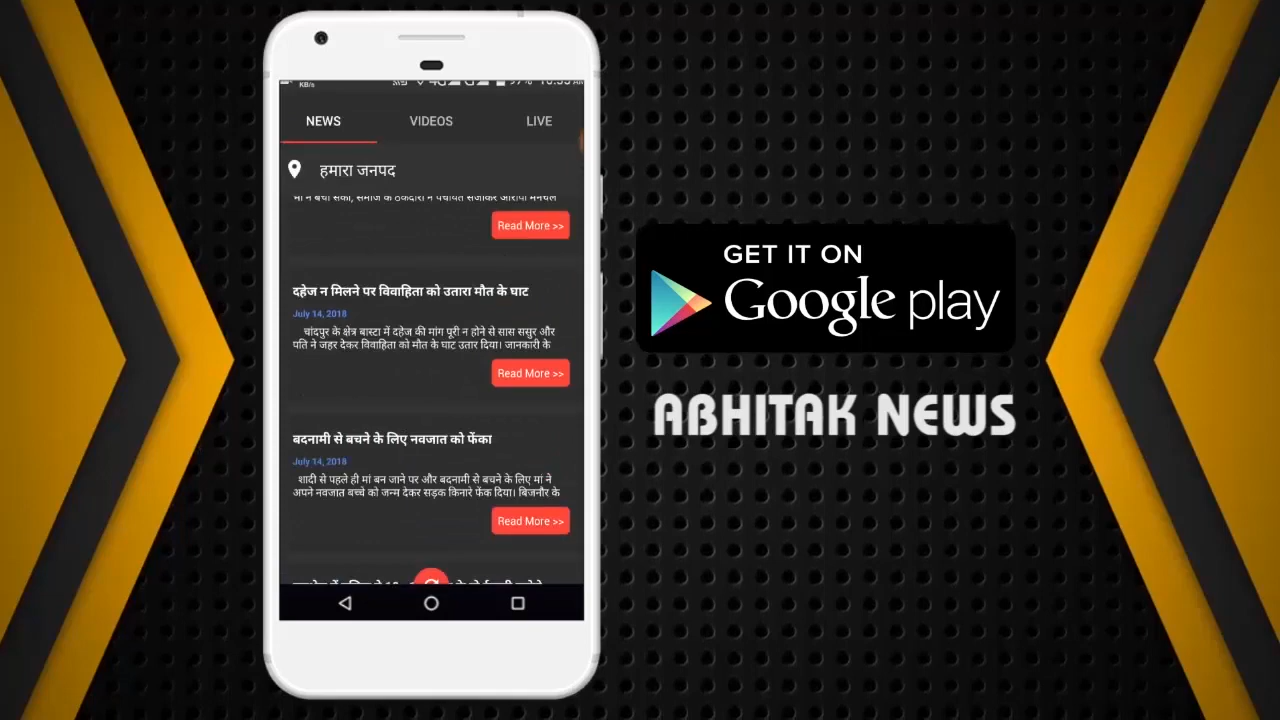 KB/s
NEWS VIDEOS LIVE
हमारा जनपद
Read More >>
दहेज न मिलने पर विवाहिता को उतारा मौत के घाट
July 14, 2018
चांदपुर के क्षेत्र बास्टा में दहेज की मांग पूरी न होने से सास ससुर और
पति ने जहर देकर विवाहिता को मौत के घाट उतार दिया। जानकारी के
Read More >>
बदनामी से बचने के लिए नवजात को फेंका
July 14, 2018
शादी से पहले ही मां बन जाने पर और बदनामी से बचने के लिए मां ने
अपने नवजात बच्चे को जन्म देकर सड़क किनारे फेंक दिया। बिजनौर के
Read More >>
GET IT ON
Google play
ABHITAK NEWS